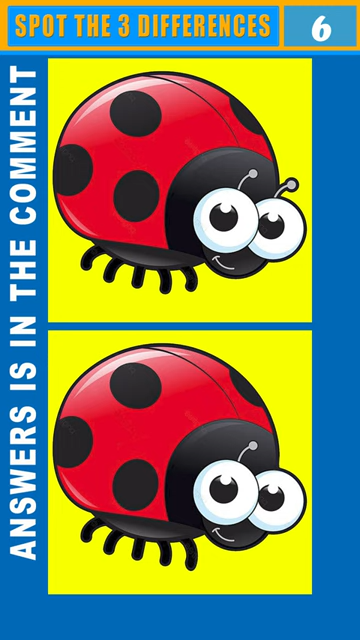 SPOT THE 3 DIFFERENCES
6
ANSWERS IS IN THE COMMENT